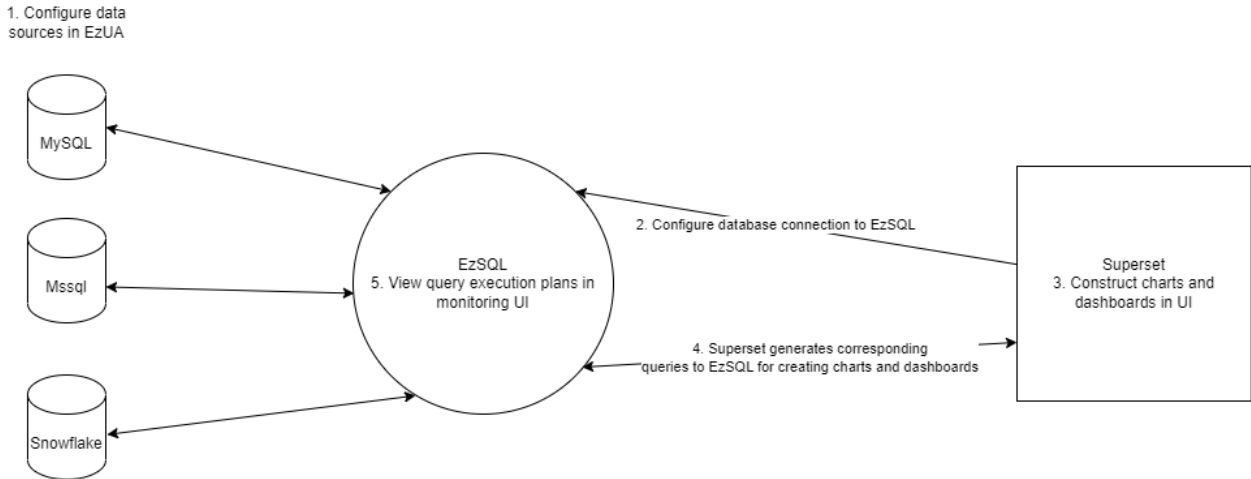 1. Configure data
sources in EzUA
MySQL
Mssql
Snowflake
EzSQL
5. View query execution plans in
monitoring UI
2. Configure database connection to EzSQL
4. Superset generates corresponding
queries to EzSQL for creating charts and dashboards
Superset
3. Construct charts and
dashboards in UI